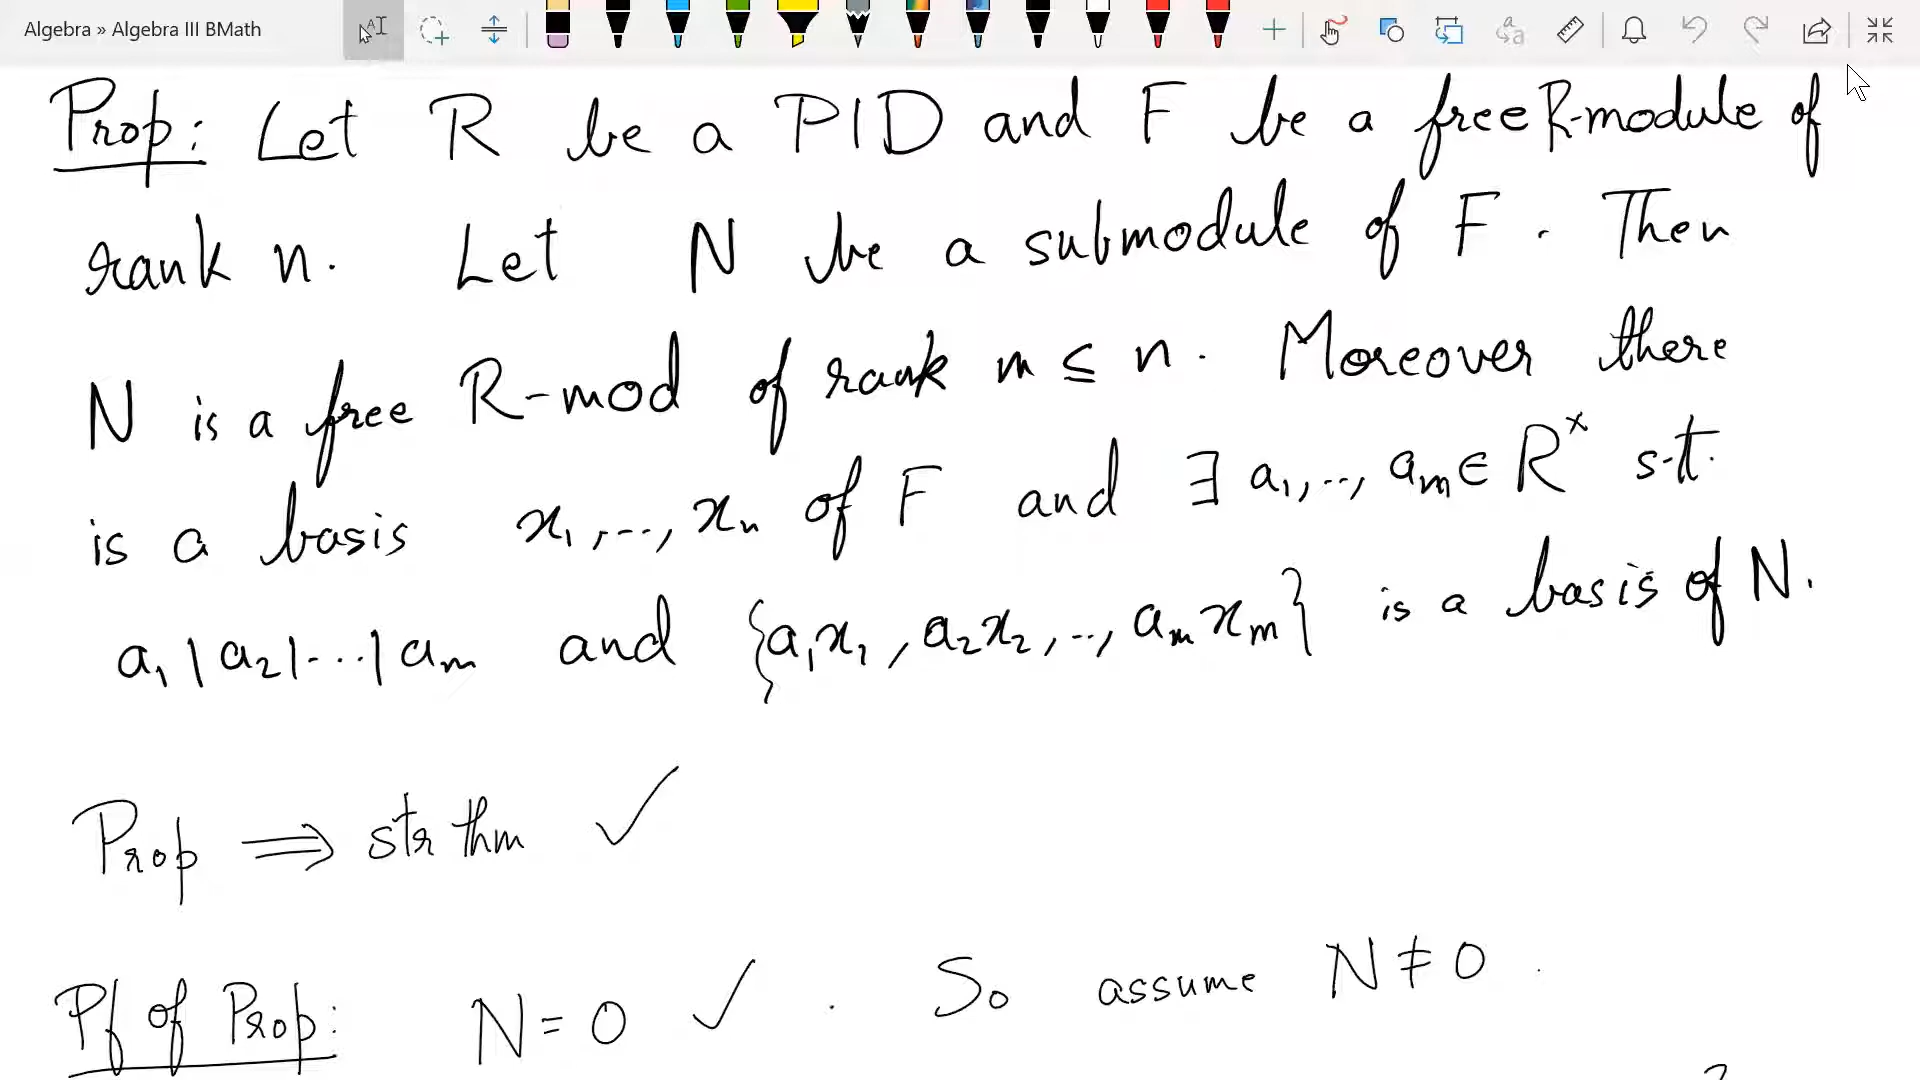 Algebra » Algebra III BMath
Prop: Let R be a PID and F be a free R-module of
rank n. Let N be a submodule of F. Then
N is a free R-mod of rank m ≤ n. Moreover there
is a basis x₁,...,xₙ of F and ∃ a₁,..,aₘ ∈ Rˣ s.t.
a₁|a₂|...|aₘ and {a₁x₁, a₂x₂,..,aₘxₘ} is a basis of N.
Prop ⟹ str thm ✓
Pf of Prop: N = 0 ✓. So assume N ≠ 0.